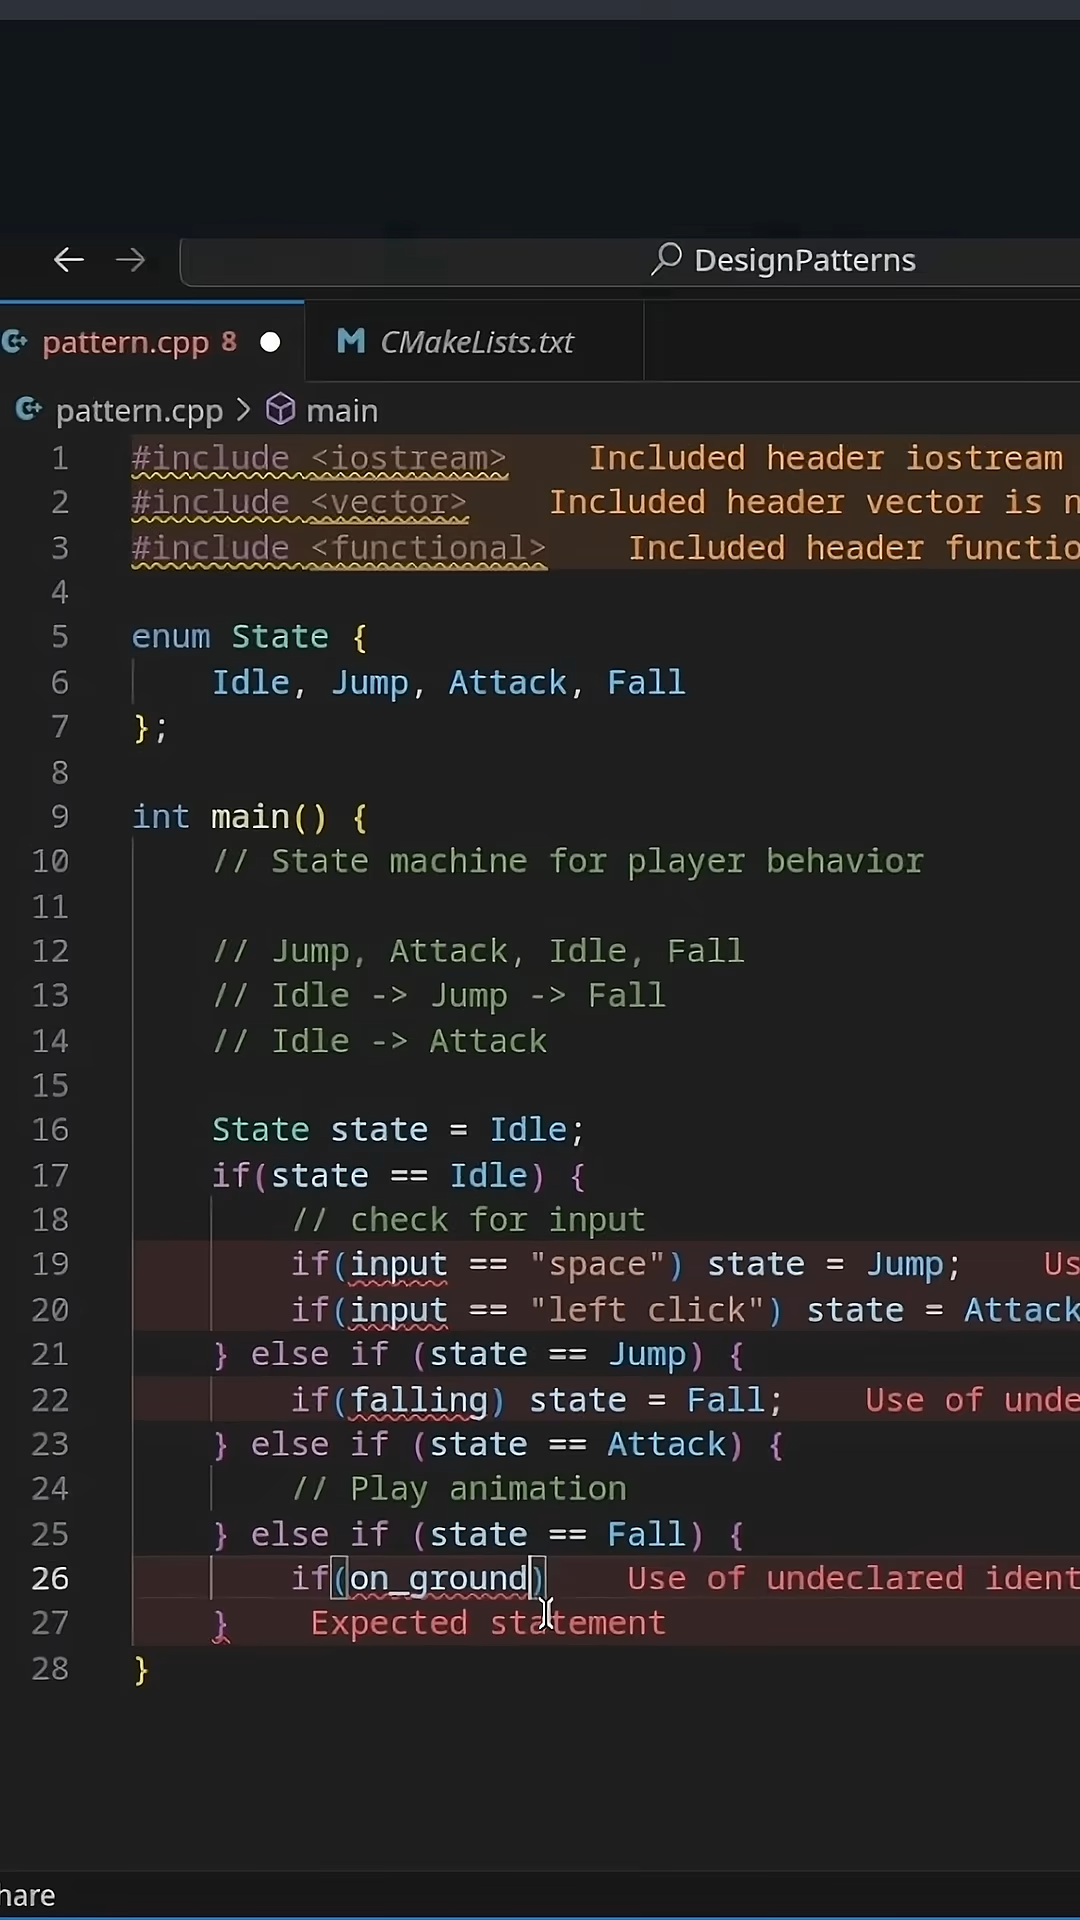 DesignPatterns
pattern.cpp 8 CMakeLists.txt
pattern.cpp > main
1 #include <iostream> Included header iostream
2 #include <vector> Included header vector is
3 #include <functional> Included header
4
5 enum State {
6 Idle, Jump, Attack, Fall
7 };
8
9 int main() {
10 // State machine for player behavior
11
12 // Jump, Attack, Idle, Fall
13 // Idle -> Jump -> Fall
14 // Idle -> Attack
15
16 State state = Idle;
17 if(state == Idle) {
18 // check for input
19 if(input == "space") state = Jump;
20 if(input == "left click") state = Attack
21 } else if (state == Jump) {
22 if(falling) state = Fall; Use of
23 } else if (state == Attack) {
24 // Play animation
25 } else if (state == Fall) {
26 if(on_ground) Use of undeclared
27 } Expected statement
28 }